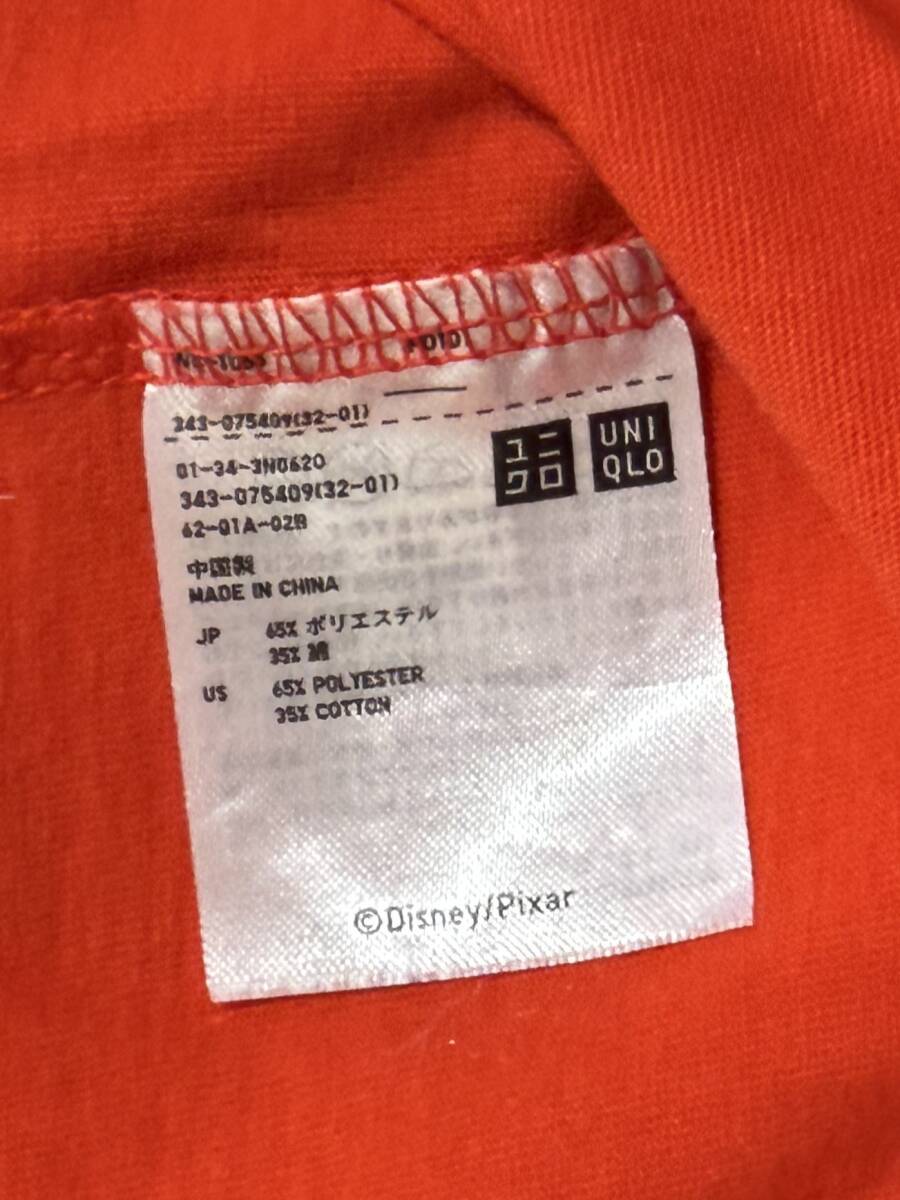 343-075409(32-01)
01-34-3N0620
343-075409(32-01)
62-01A-02B
ユニ
クロ
UNI
QLO
中国製
MADE IN CHINA
JP 65% ポリエステル
35% 綿
US 65% POLYESTER
35% COTTON
©Disney/Pixar